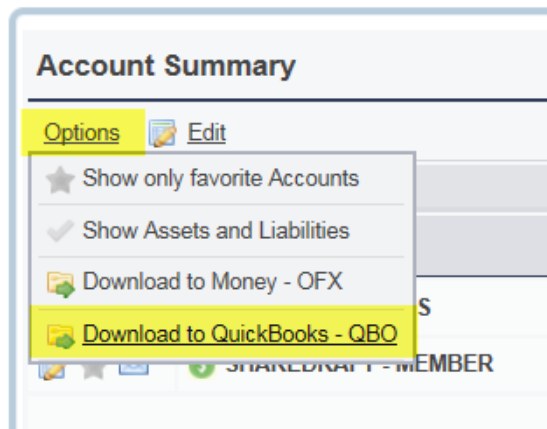 Account Summary
Options Edit
Show only favorite Accounts
Show Assets and Liabilities
Download to Money - OFX
S
Download to QuickBooks - QBO
SHAREDRAFT - MEMBER